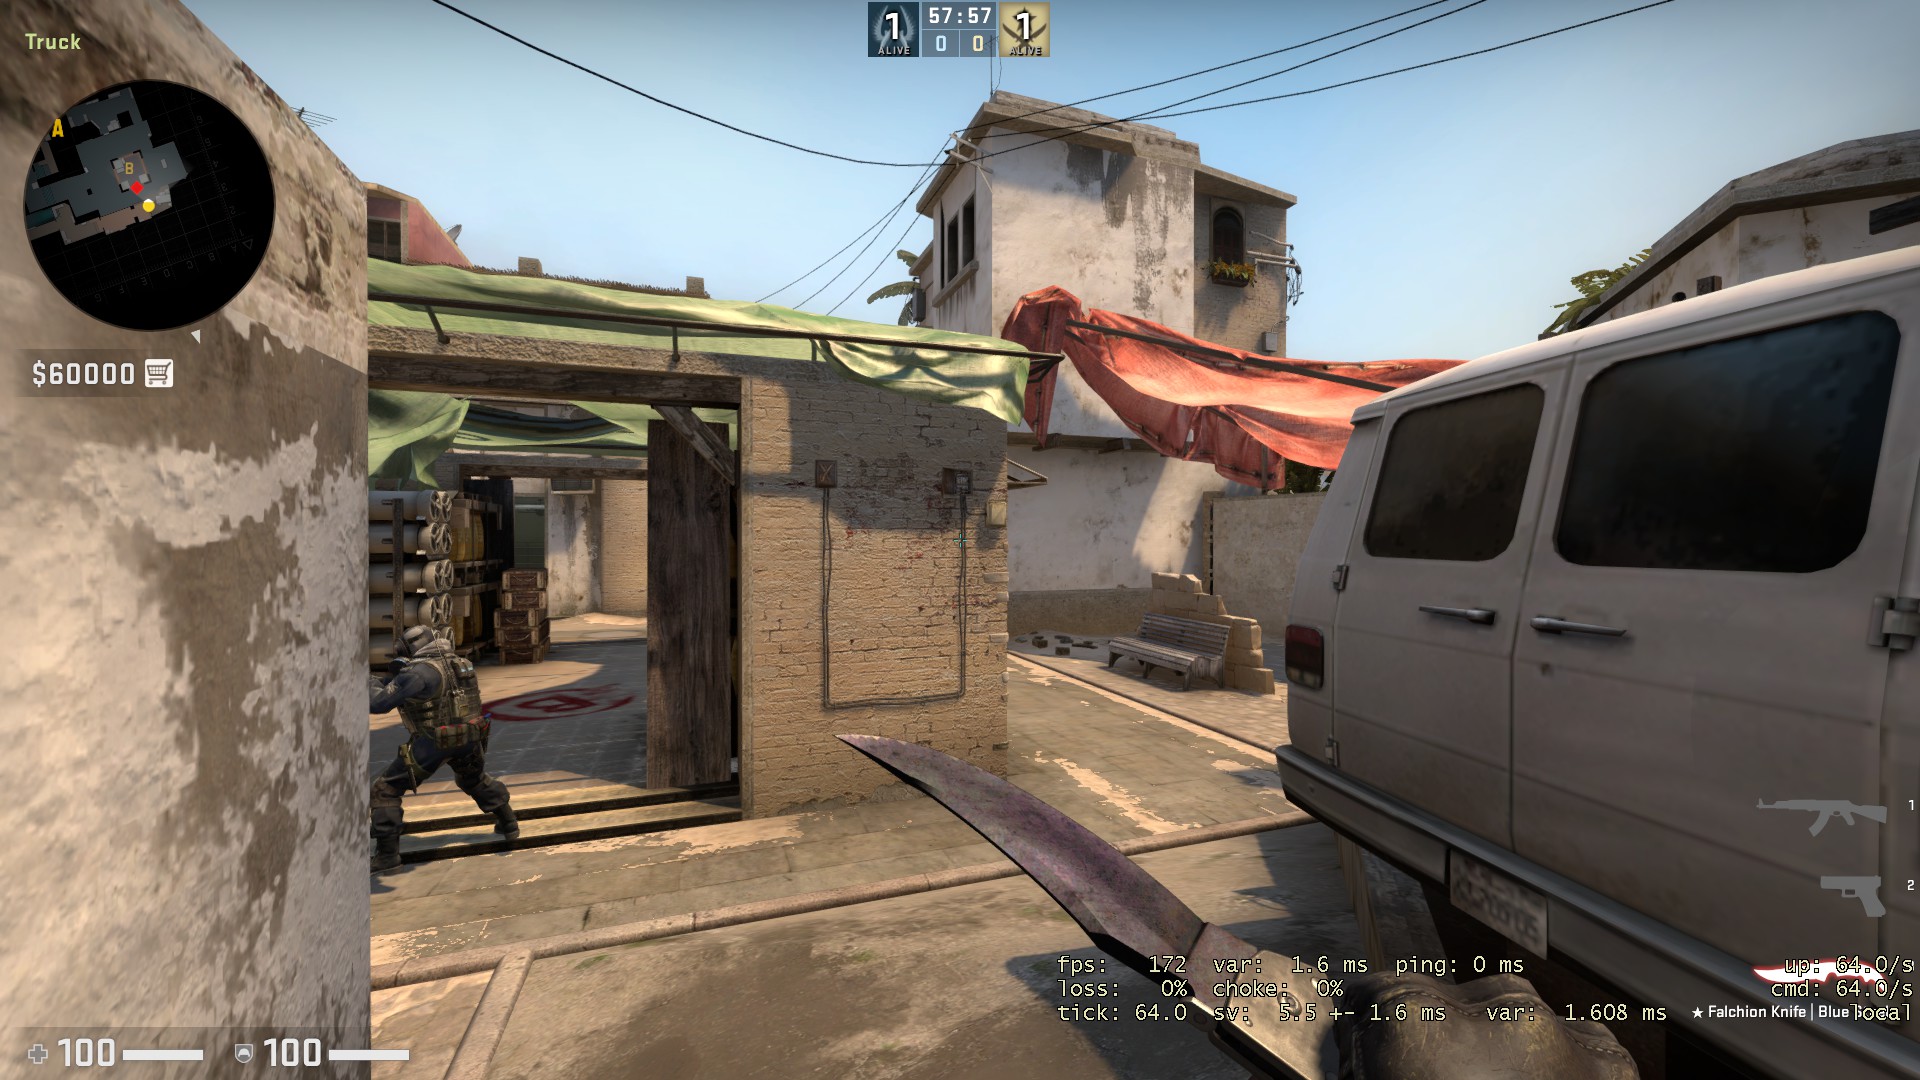 Truck
1 57:57 1
ALIVE 0 0 ALIVE
A
B
$60000
1
2
fps: 172 var: 1.6 ms ping: 0 ms up: 64.0/s
loss: 0% choke: 0% cmd: 64.0/s
tick: 64.0 sv: 5.5 +- 1.6 ms var: 1.608 ms local
★ Falchion Knife | Blue
100 100